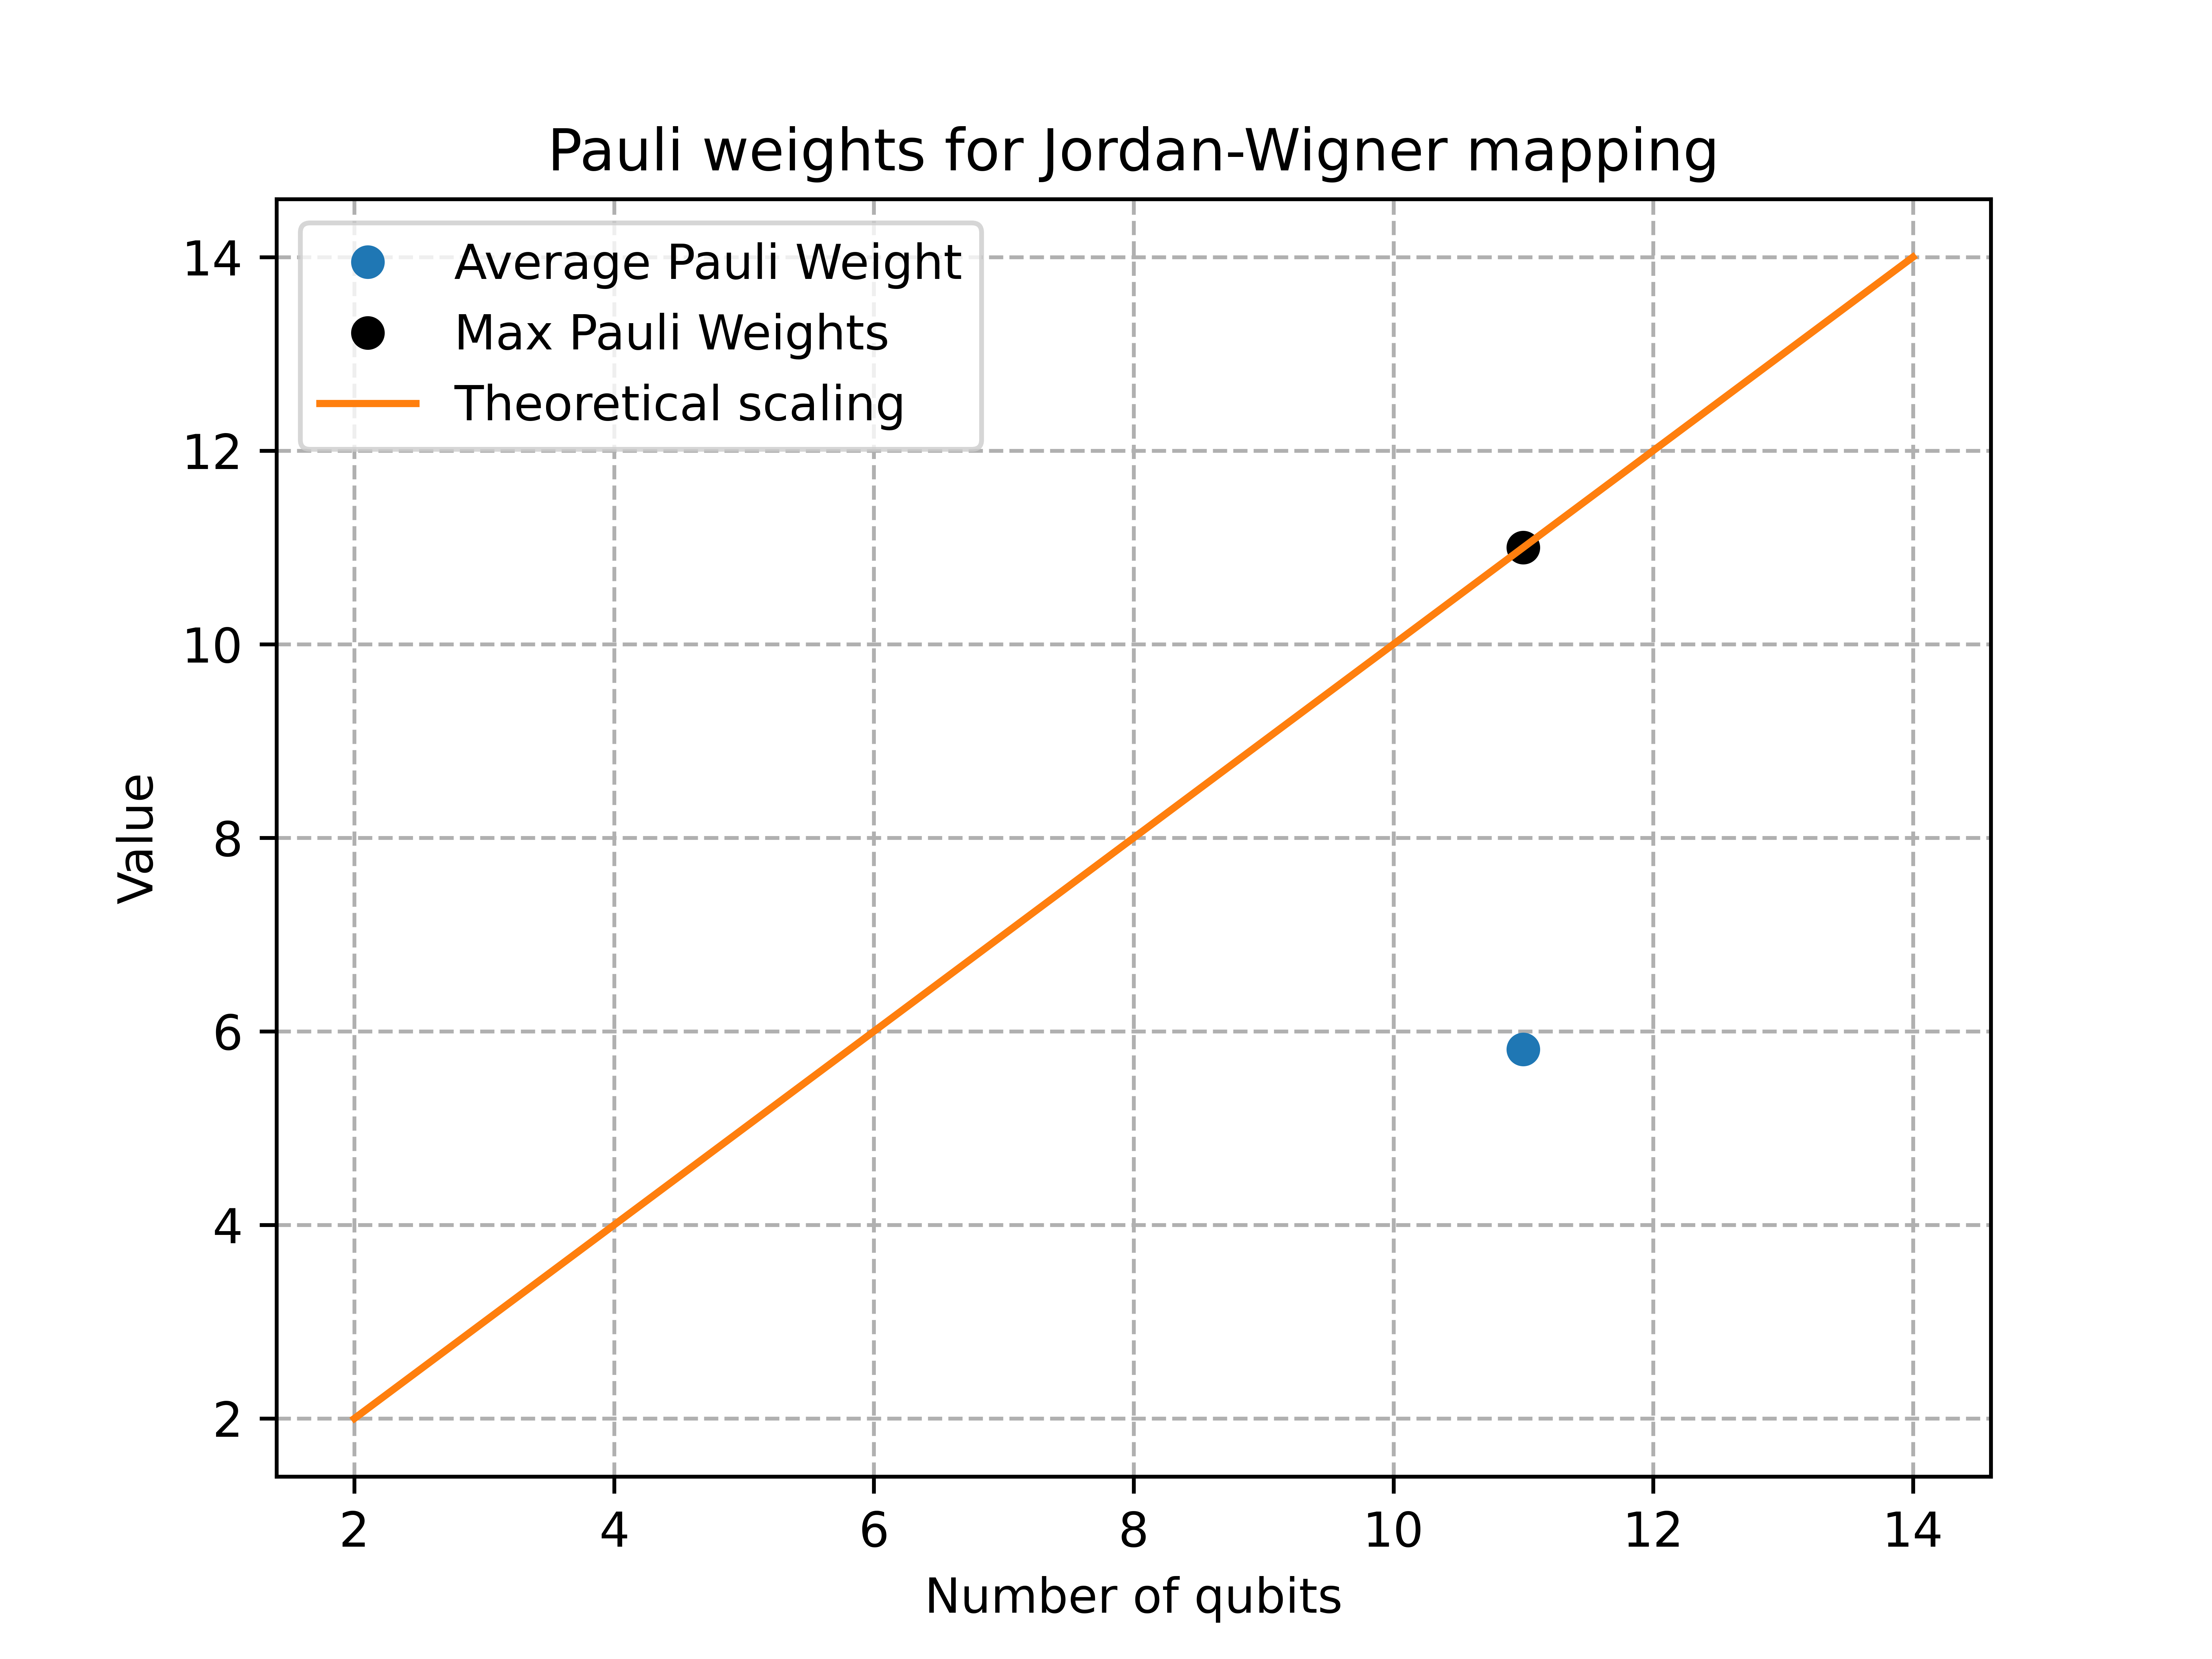 Pauli weights for Jordan-Wigner mapping
Average Pauli Weight
Max Pauli Weights
Theoretical scaling
14
12
10
8
6
4
2
Value
2 4 6 8 10 12 14
Number of qubits